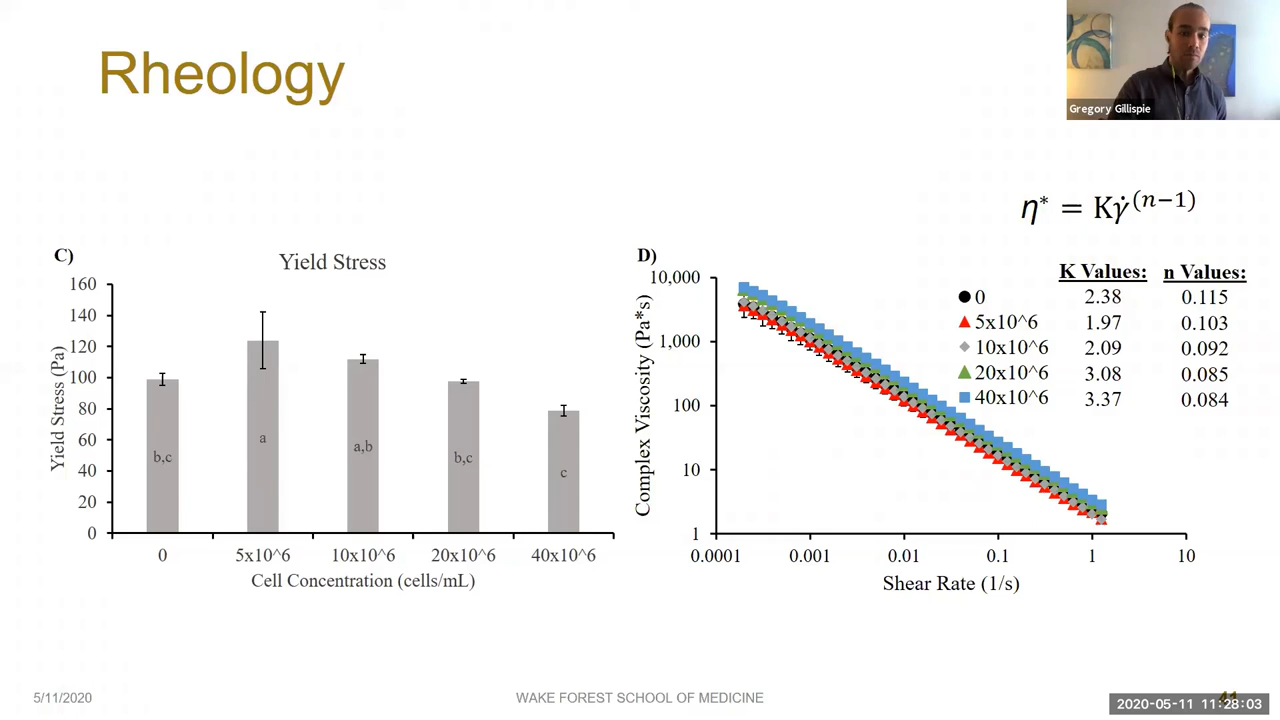 Rheology
Gregory Gillispie
η* = Kγ̇^(n−1)
C)
Yield Stress
160
140
120
100
80
60
40
20
0
Yield Stress (Pa)
b,c
a
a,b
b,c
c
0 5x10^6 10x10^6 20x10^6 40x10^6
Cell Concentration (cells/mL)
D)
10,000
1,000
100
10
1
Complex Viscosity (Pa*s)
K Values: n Values:
0 2.38 0.115
5x10^6 1.97 0.103
10x10^6 2.09 0.092
20x10^6 3.08 0.085
40x10^6 3.37 0.084
0.0001 0.001 0.01 0.1 1 10
Shear Rate (1/s)
5/11/2020
WAKE FOREST SCHOOL OF MEDICINE
2020-05-11 11:28:03